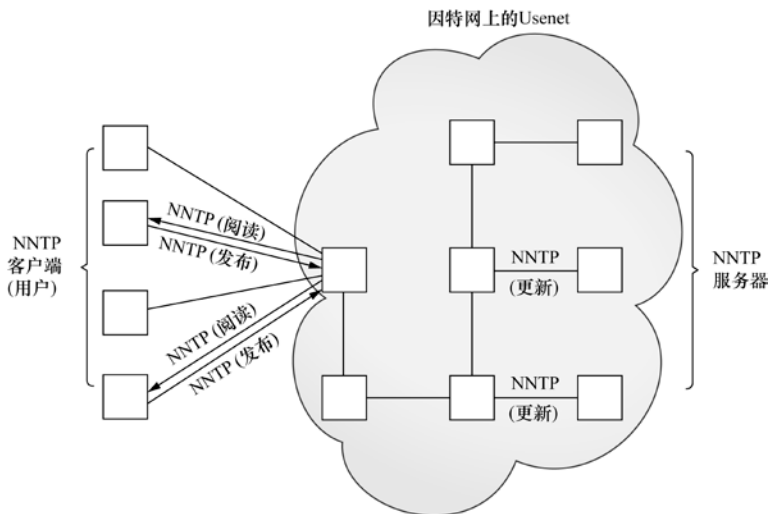 因特网上的Usenet
NNTP (阅读)
NNTP (发布)
NNTP
客户端
(用户)
NNTP (阅读)
NNTP (发布)
NNTP
(更新)
NNTP
(更新)
NNTP
服务器